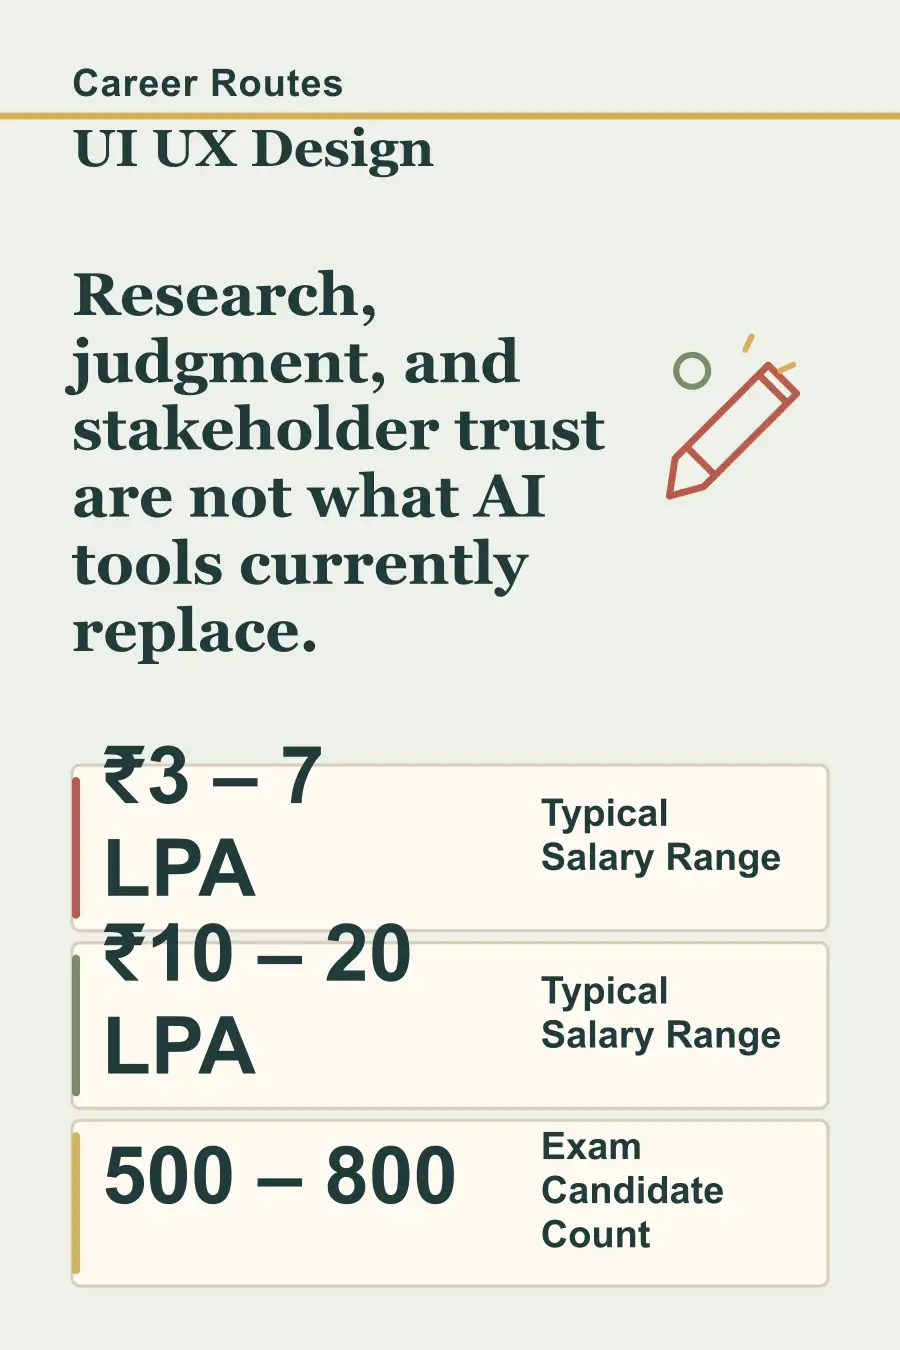 Career Routes
UI UX Design
Research,
judgment, and
stakeholder trust
are not what AI
tools currently
replace.
₹3 – 7
LPA
Typical
Salary Range
₹10 – 20
LPA
Typical
Salary Range
500 – 800
Exam
Candidate
Count